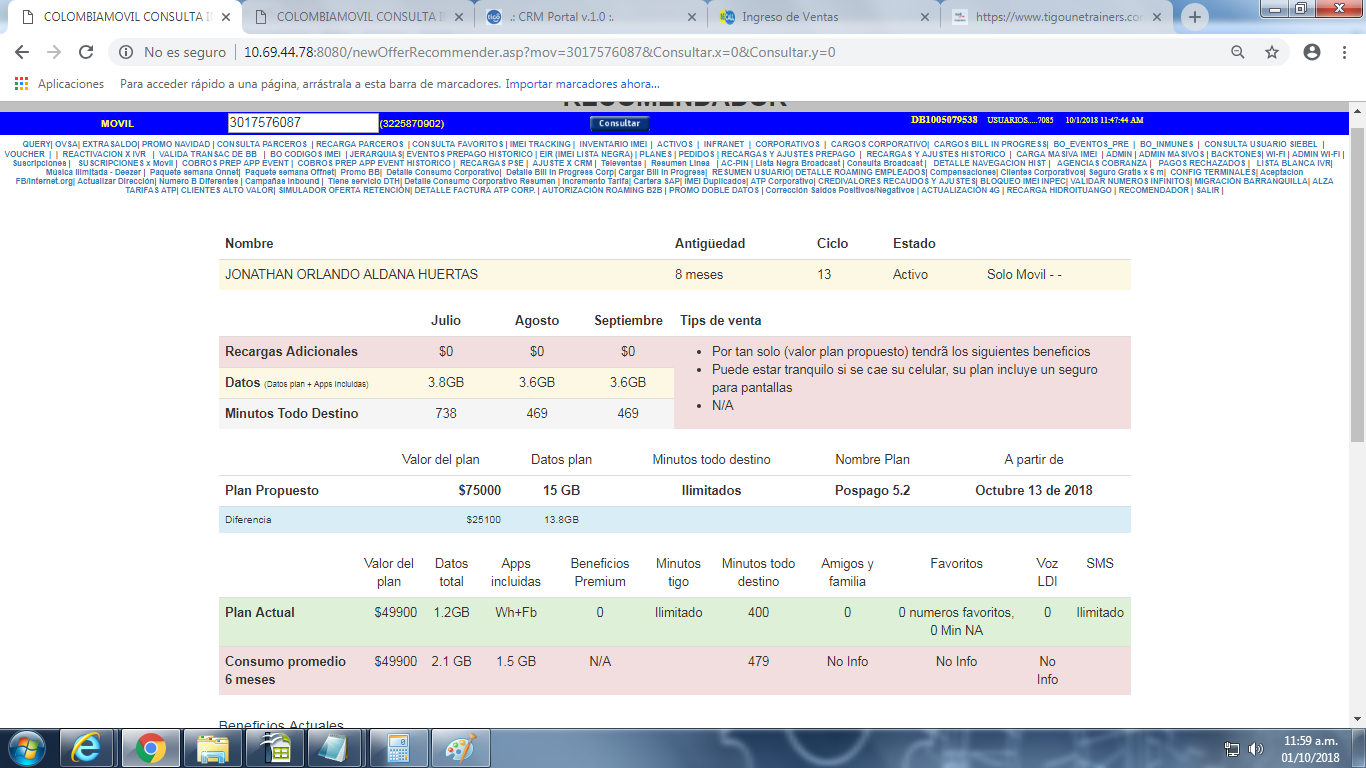 COLOMBIAMOVIL CONSULTA I
COLOMBIAMOVIL CONSULTA I
.: CRM Portal v.1.0 :.
Ingreso de Ventas
https://www.tigounetrainers.co
No es seguro | 10.69.44.78:8080/newOfferRecommender.asp?mov=3017576087&Consultar.x=0&Consultar.y=0
Aplicaciones Para acceder rápido a una página, arrástrala a esta barra de marcadores. Importar marcadores ahora...
RECOMENDADOR
MOVIL 3017576087 (3225870902) Consultar DB1005079538 USUARIOS.....7085 10/1/2018 11:47:44 AM
QUERY| OVSA| EXTRASALDO| PROMO NAVIDAD | CONSULTA PARCEROS | RECARGA PARCEROS | CONSULTA FAVORITOS | IMEI TRACKING | INVENTARIO IMEI | ACTIVOS | INFRANET | CORPORATIVOS | CARGOS CORPORATIVO| CARGOS BILL IN PROGRESS| BO_EVENTOS_PRE | BO_INMUNES | CONSULTA USUARIO SIEBEL |
VOUCHER | | REACTIVACION X IVR | VALIDA TRANSAC DE BB | BO CODIGOS IMEI | JERARQUIAS| EVENTOS PREPAGO HISTORICO | EIR (IMEI LISTA NEGRA) | PLANES | PEDIDOS | RECARGAS Y AJUSTES PREPAGO | RECARGAS Y AJUSTES HISTORICO | CARGA MASIVA IMEI | ADMIN | ADMIN MASIVOS | BACKTONES| WI-FI | ADMIN WI-FI |
Suscripciones | SUSCRIPCIONES x Movil | COBROS PREP APP EVENT | COBROS PREP APP EVENT HISTORICO | RECARGAS PSE | AJUSTE X CRM | Televentas | Resumen Linea | AC-PIN | Lista Negra Broadcast | Consulta Broadcast | DETALLE NAVEGACION HIST | AGENCIAS COBRANZA | PAGOS RECHAZADOS | LISTA BLANCA IVR|
Música Ilimitada - Deezer | Paquete semana Onnet| Paquete semana Offnet| Promo BB| Detalle Consumo Corporativo| Detalle Bill In Progress Corp| Cargar Bill In Progress| RESUMEN USUARIO| DETALLE ROAMING EMPLEADOS| Compensaciones| Clientes Corporativos| Seguro Gratis x 6 m| CONFIG TERMINALES| Aceptacion
FB/Internet.org| Actualizar Dirección| Numero B Diferentes | Campañas Inbound | Tiene servicio DTH| Detalle Consumo Corporativo Resumen | Incremento Tarifa| Cartera SAP| IMEI Duplicados| ATP Corporativo| CREDIVALORES RECAUDOS Y AJUSTES| BLOQUEO IMEI INPEC| VALIDAR NUMEROS INFINITOS| MIGRACIÓN BARRANQUILLA| ALZA
TARIFAS ATP| CLIENTES ALTO VALOR| SIMULADOR OFERTA RETENCIÓN| DETALLE FACTURA ATP CORP. | AUTORIZACIÓN ROAMING B2B | PROMO DOBLE DATOS | Corrección Saldos Positivos/Negativos | ACTUALIZACIÓN 4G | RECARGA HIDROITUANGO | RECOMENDADOR | SALIR |
Nombre Antigüedad Ciclo Estado
JONATHAN ORLANDO ALDANA HUERTAS 8 meses 13 Activo Solo Movil - -
Julio Agosto Septiembre Tips de venta
Recargas Adicionales $0 $0 $0
Datos (Datos plan + Apps Incluidas) 3.8GB 3.6GB 3.6GB
Minutos Todo Destino 738 469 469
• Por tan solo (valor plan propuesto) tendrã los siguientes beneficios
• Puede estar tranquilo si se cae su celular, su plan incluye un seguro
para pantallas
• N/A
Valor del plan Datos plan Minutos todo destino Nombre Plan A partir de
Plan Propuesto $75000 15 GB Ilimitados Pospago 5.2 Octubre 13 de 2018
Diferencia $25100 13.8GB
Valor del plan Datos total Apps incluidas Beneficios Premium Minutos tigo Minutos todo destino Amigos y familia Favoritos Voz LDI SMS
Plan Actual $49900 1.2GB Wh+Fb 0 Ilimitado 400 0 0 numeros favoritos, 0 Min NA 0 Ilimitado
Consumo promedio 6 meses $49900 2.1 GB 1.5 GB N/A 479 No Info No Info No Info
Beneficios Actuales
11:59 a.m.
01/10/2018